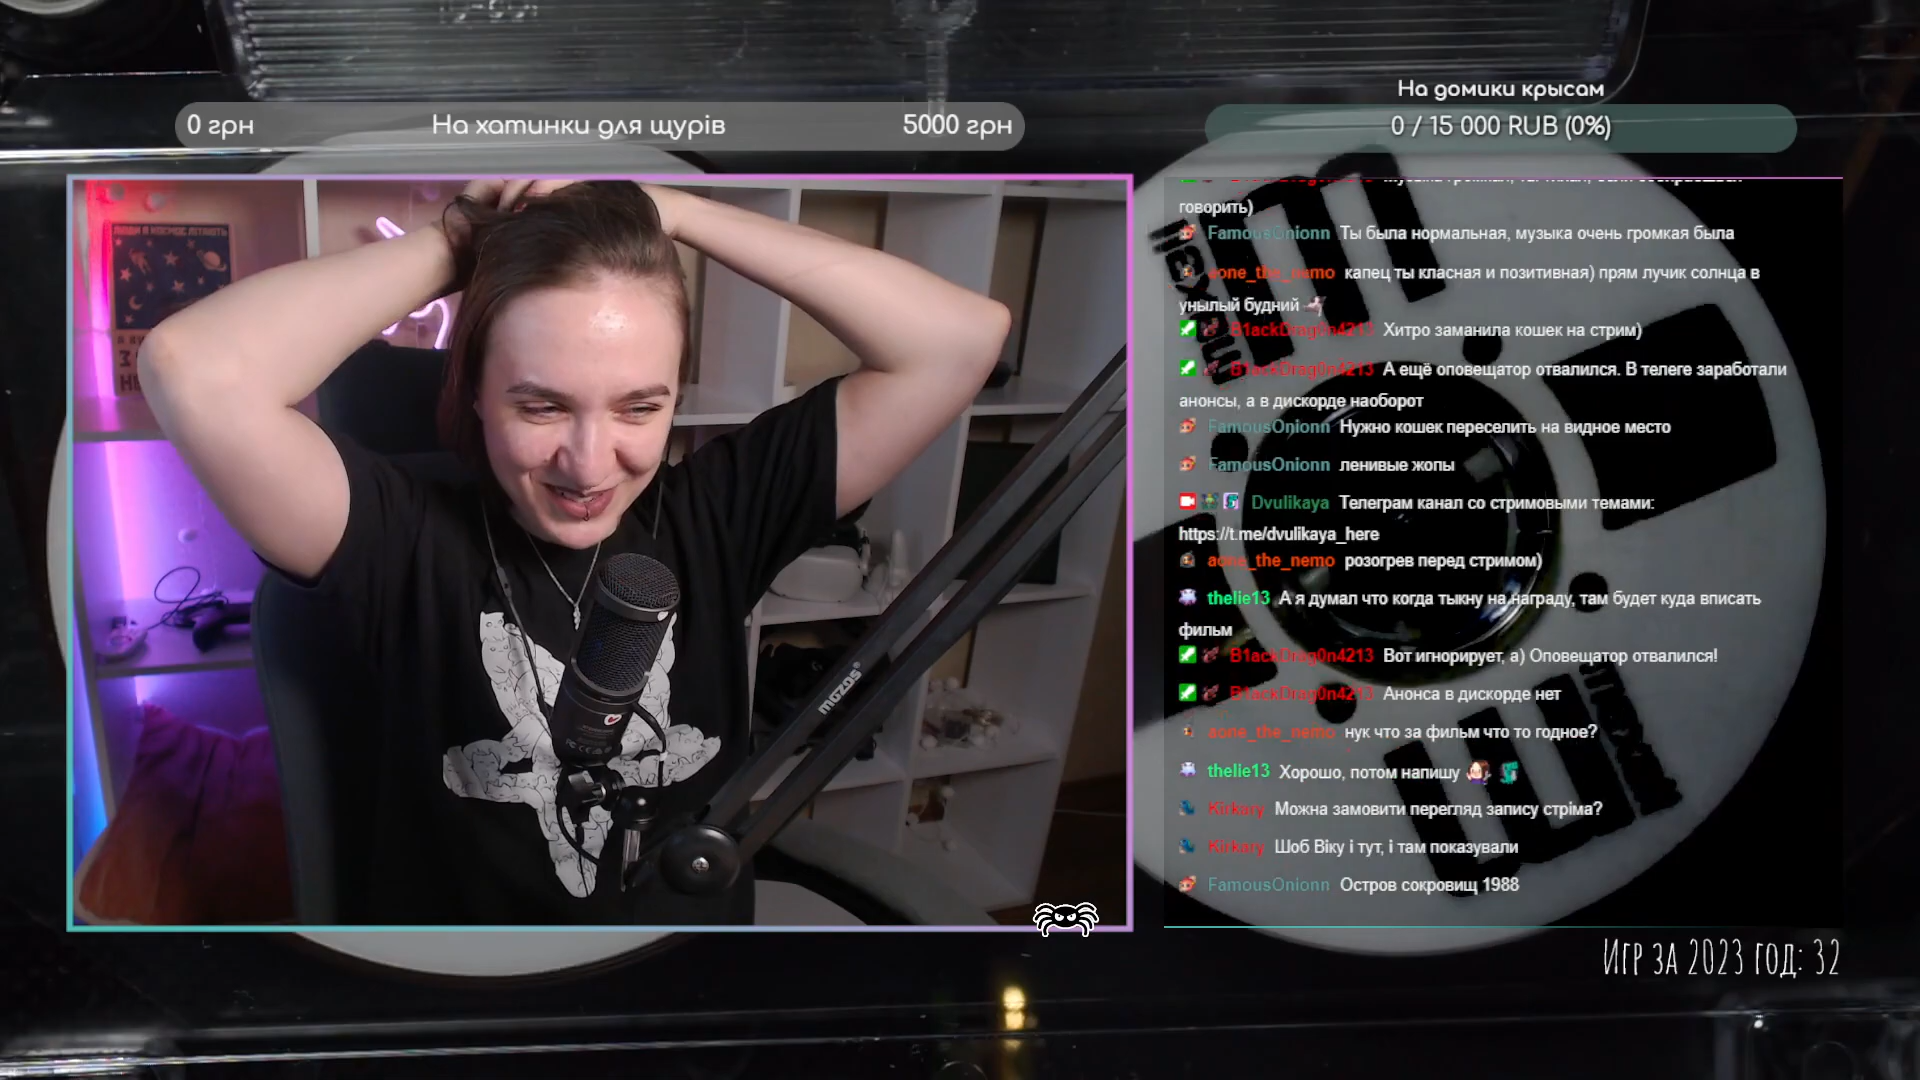 На домики крысам
0 / 15 000 RUB (0%)
0 грн На хатинки для щурів 5000 грн
ЛЮДИ В КОСМОС ЛІТАЮТЬ
говорить)
FamousOnionn Ты была нормальная, музыка очень громкая была
aone_the_nemo капец ты класная и позитивная) прям лучик солнца в
унылый будний
B1ackDrag0n4213 Хитро заманила кошек на стрим)
B1ackDrag0n4213 А ещё оповещатор отвалился. В телеге заработали
анонсы, а в дискорде наоборот
FamousOnionn Нужно кошек переселить на видное место
FamousOnionn ленивые жопы
Dvulikaya Телеграм канал со стримовыми темами:
https://t.me/dvulikaya_here
aone_the_nemo розогрев перед стримом)
thelie13 А я думал что когда тыкну на награду, там будет куда вписать
фильм
B1ackDrag0n4213 Вот игнорирует, а) Оповещатор отвалился!
B1ackDrag0n4213 Анонса в дискорде нет
aone_the_nemo нук что за фильм что то годное?
thelie13 Хорошо, потом напишу
Kirkary Можна замовити перегляд запису стріма?
Kirkary Шоб Віку і тут, і там показували
FamousOnionn Остров сокровищ 1988
mozos
Игр за 2023 год: 32